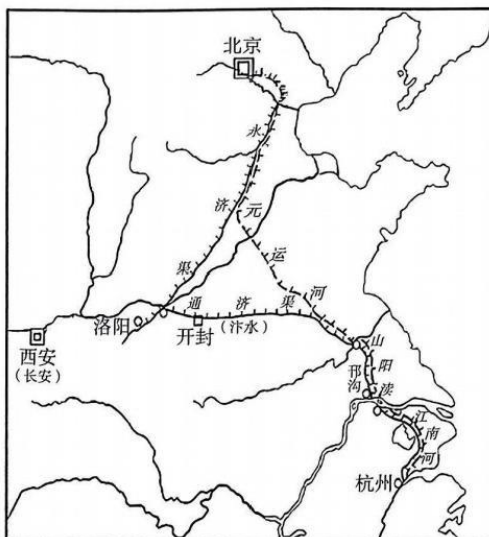 北京
永济渠
元运河
洛阳
通济渠
(汴水)
开封
西安
(长安)
山阳渎
邗沟
江南河
杭州